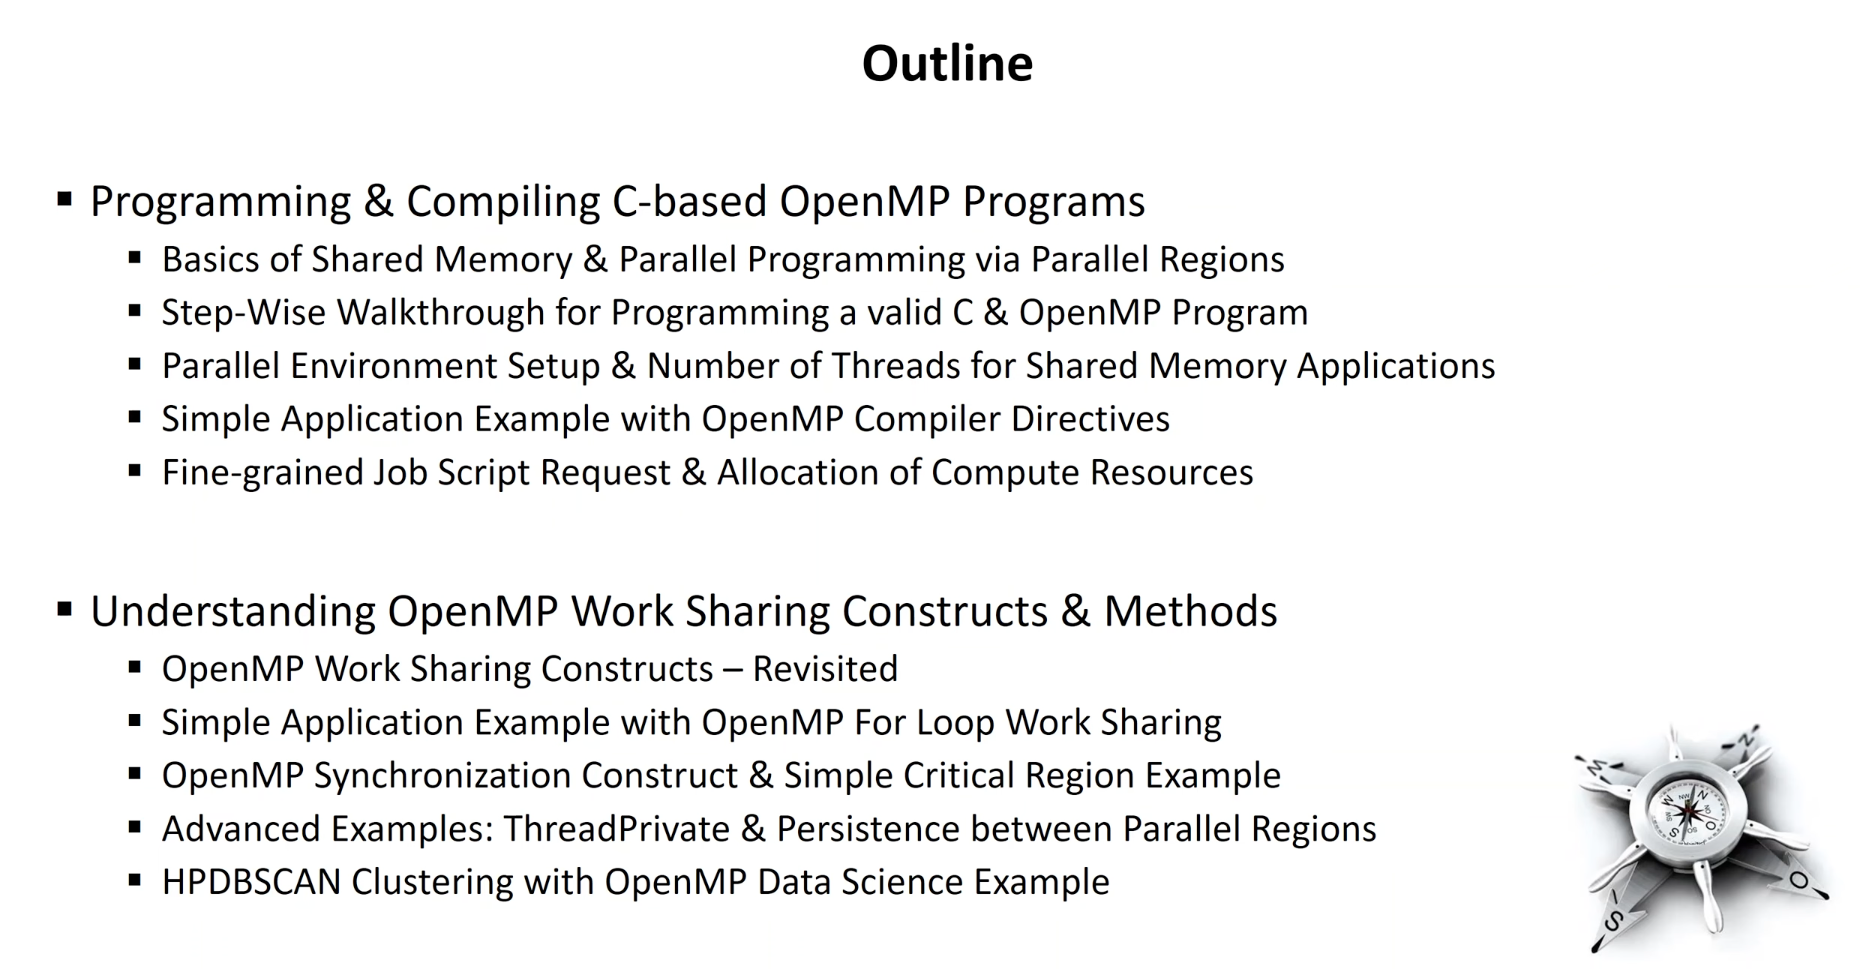 Outline
▪ Programming & Compiling C-based OpenMP Programs
▪ Basics of Shared Memory & Parallel Programming via Parallel Regions
▪ Step-Wise Walkthrough for Programming a valid C & OpenMP Program
▪ Parallel Environment Setup & Number of Threads for Shared Memory Applications
▪ Simple Application Example with OpenMP Compiler Directives
▪ Fine-grained Job Script Request & Allocation of Compute Resources
▪ Understanding OpenMP Work Sharing Constructs & Methods
▪ OpenMP Work Sharing Constructs – Revisited
▪ Simple Application Example with OpenMP For Loop Work Sharing
▪ OpenMP Synchronization Construct & Simple Critical Region Example
▪ Advanced Examples: ThreadPrivate & Persistence between Parallel Regions
▪ HPDBSCAN Clustering with OpenMP Data Science Example
N
W
N
W
NW
NO
O
SW
S
SO
O
S